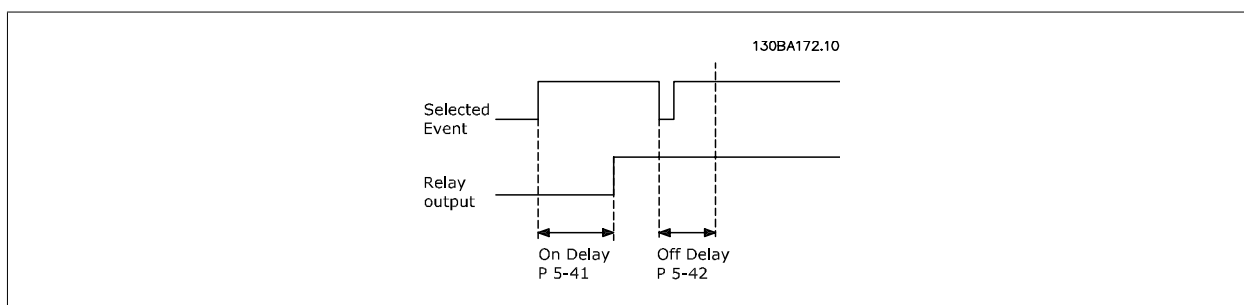 130BA172.10
Selected
Event
Relay
output
On Delay
P 5-41
Off Delay
P 5-42